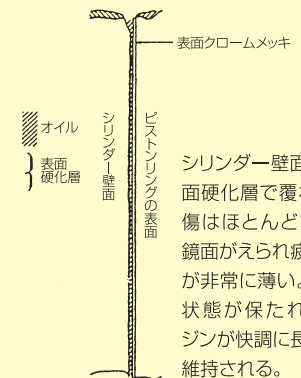 表面クロームメッキ
オイル
表面
硬化層
シリンダー壁面
ピストンリングの表面
シリンダー壁面
面硬化層で覆
傷はほとんど
鏡面がえられ疲
が非常に薄い
状態が保たれ
ジンが快調に長
維持される。